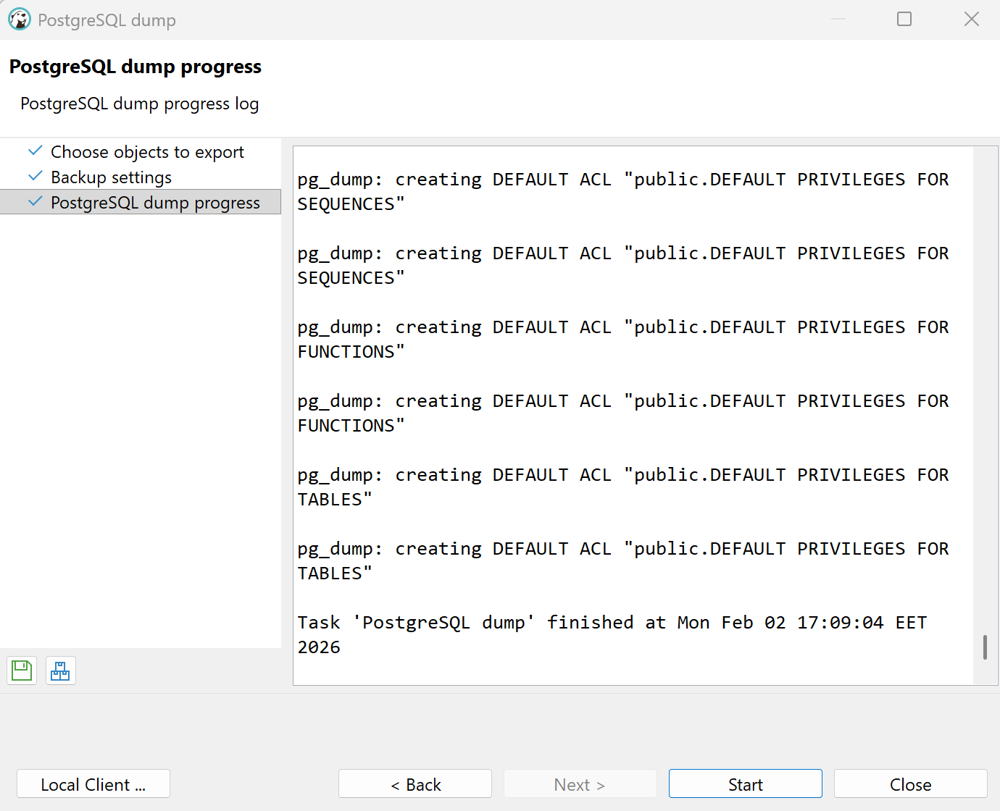 PostgreSQL dump
PostgreSQL dump progress
PostgreSQL dump progress log
Choose objects to export
Backup settings
PostgreSQL dump progress
pg_dump: creating DEFAULT ACL "public.DEFAULT PRIVILEGES FOR
SEQUENCES"
pg_dump: creating DEFAULT ACL "public.DEFAULT PRIVILEGES FOR
SEQUENCES"
pg_dump: creating DEFAULT ACL "public.DEFAULT PRIVILEGES FOR
FUNCTIONS"
pg_dump: creating DEFAULT ACL "public.DEFAULT PRIVILEGES FOR
FUNCTIONS"
pg_dump: creating DEFAULT ACL "public.DEFAULT PRIVILEGES FOR
TABLES"
pg_dump: creating DEFAULT ACL "public.DEFAULT PRIVILEGES FOR
TABLES"
Task 'PostgreSQL dump' finished at Mon Feb 02 17:09:04 EET
2026
Local Client ...
< Back
Next >
Start
Close